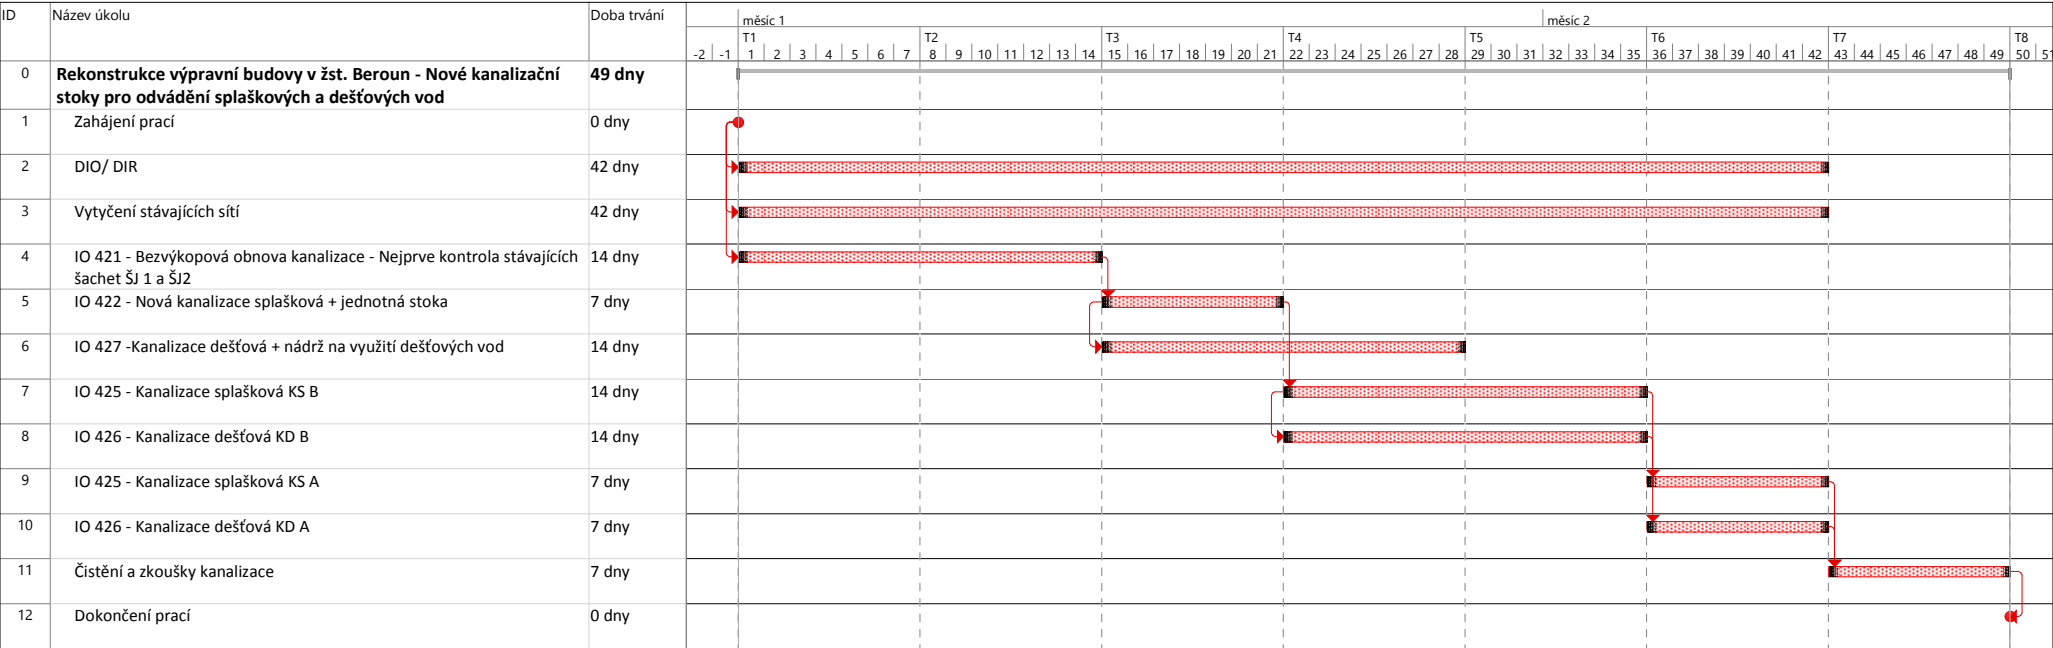 ID Název úkolu Doba trvání
měsíc 1 měsíc 2
T1 T2 T3 T4 T5 T6 T7 T8
-2 -1 1 2 3 4 5 6 7 8 9 10 11 12 13 14 15 16 17 18 19 20 21 22 23 24 25 26 27 28 29 30 31 32 33 34 35 36 37 38 39 40 41 42 43 44 45 46 47 48 49 50 51
0 Rekonstrukce výpravní budovy v žst. Beroun - Nové kanalizační 49 dny
stoky pro odvádění splaškových a dešťových vod
1 Zahájení prací 0 dny
2 DIO/ DIR 42 dny
3 Vytyčení stávajících sítí 42 dny
4 IO 421 - Bezvýkopová obnova kanalizace - Nejprve kontrola stávajících 14 dny
šachet ŠJ 1 a ŠJ2
5 IO 422 - Nová kanalizace splašková + jednotná stoka 7 dny
6 IO 427 -Kanalizace dešťová + nádrž na využití dešťových vod 14 dny
7 IO 425 - Kanalizace splašková KS B 14 dny
8 IO 426 - Kanalizace dešťová KD B 14 dny
9 IO 425 - Kanalizace splašková KS A 7 dny
10 IO 426 - Kanalizace dešťová KD A 7 dny
11 Čistění a zkoušky kanalizace 7 dny
12 Dokončení prací 0 dny